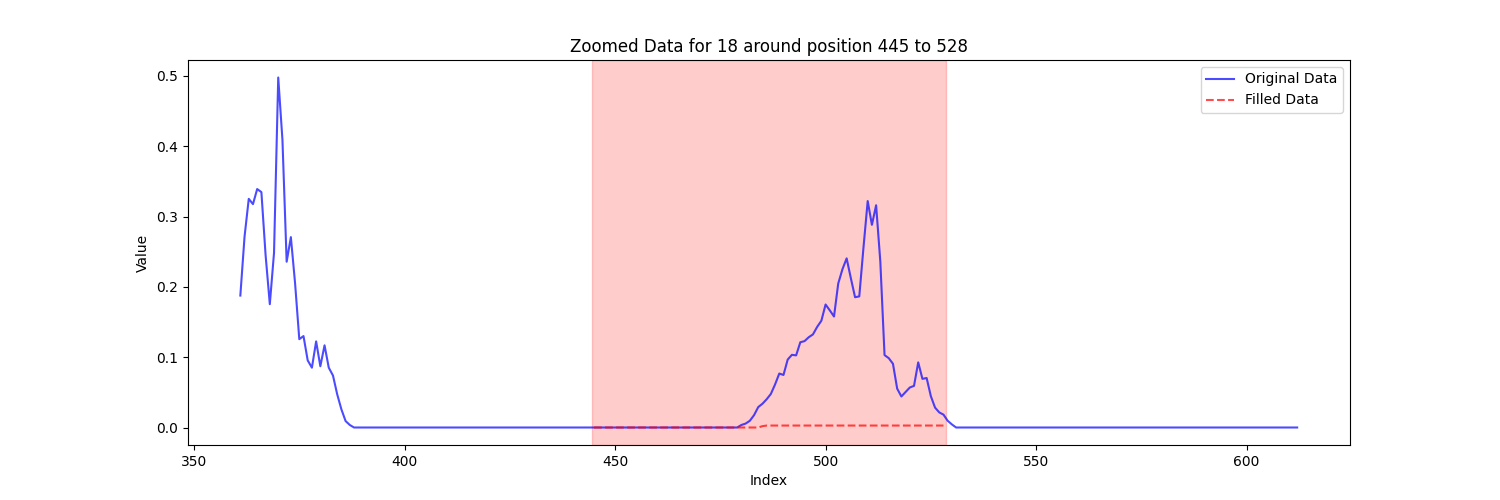 Zoomed Data for 18 around position 445 to 528
Original Data
Filled Data
0.5
0.4
0.3
0.2
0.1
0.0
Value
350 400 450 500 550 600
Index